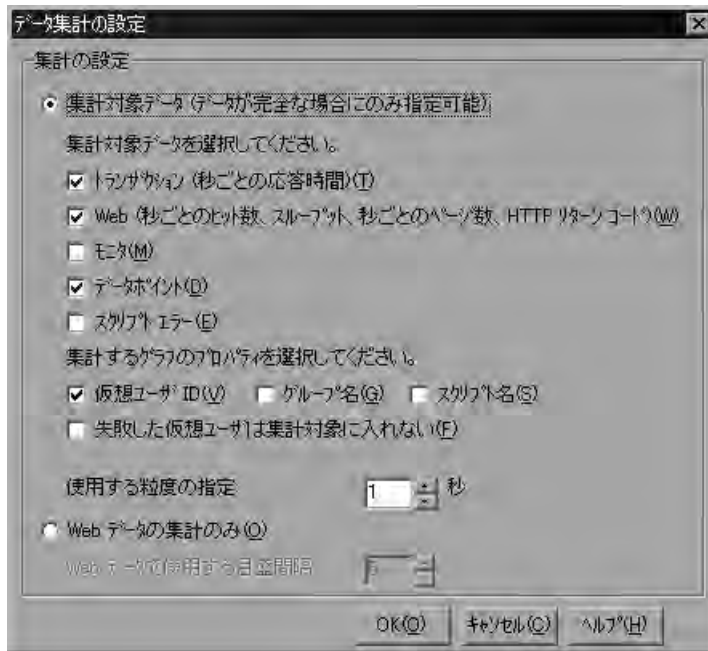 データ集計の設定
集計の設定
集計対象データ (データが完全な場合にのみ指定可能)
集計対象データを選択してください。
トランザクション (秒ごとの応答時間)(T)
Web (秒ごとのヒット数、スループット、秒ごとのページ数、HTTP リターン コード)(W)
モニタ(M)
データポイント(D)
スクリプト エラー(E)
集計するグラフのプロパティを選択してください。
仮想ユーザ ID(V) グループ名(G) スクリプト名(S)
失敗した仮想ユーザは集計対象に入れない(F)
使用する粒度の指定 1 秒
Web データの集計のみ(O)
Web データで使用する目盛間隔
OK(O) キャンセル(C) ヘルプ(H)